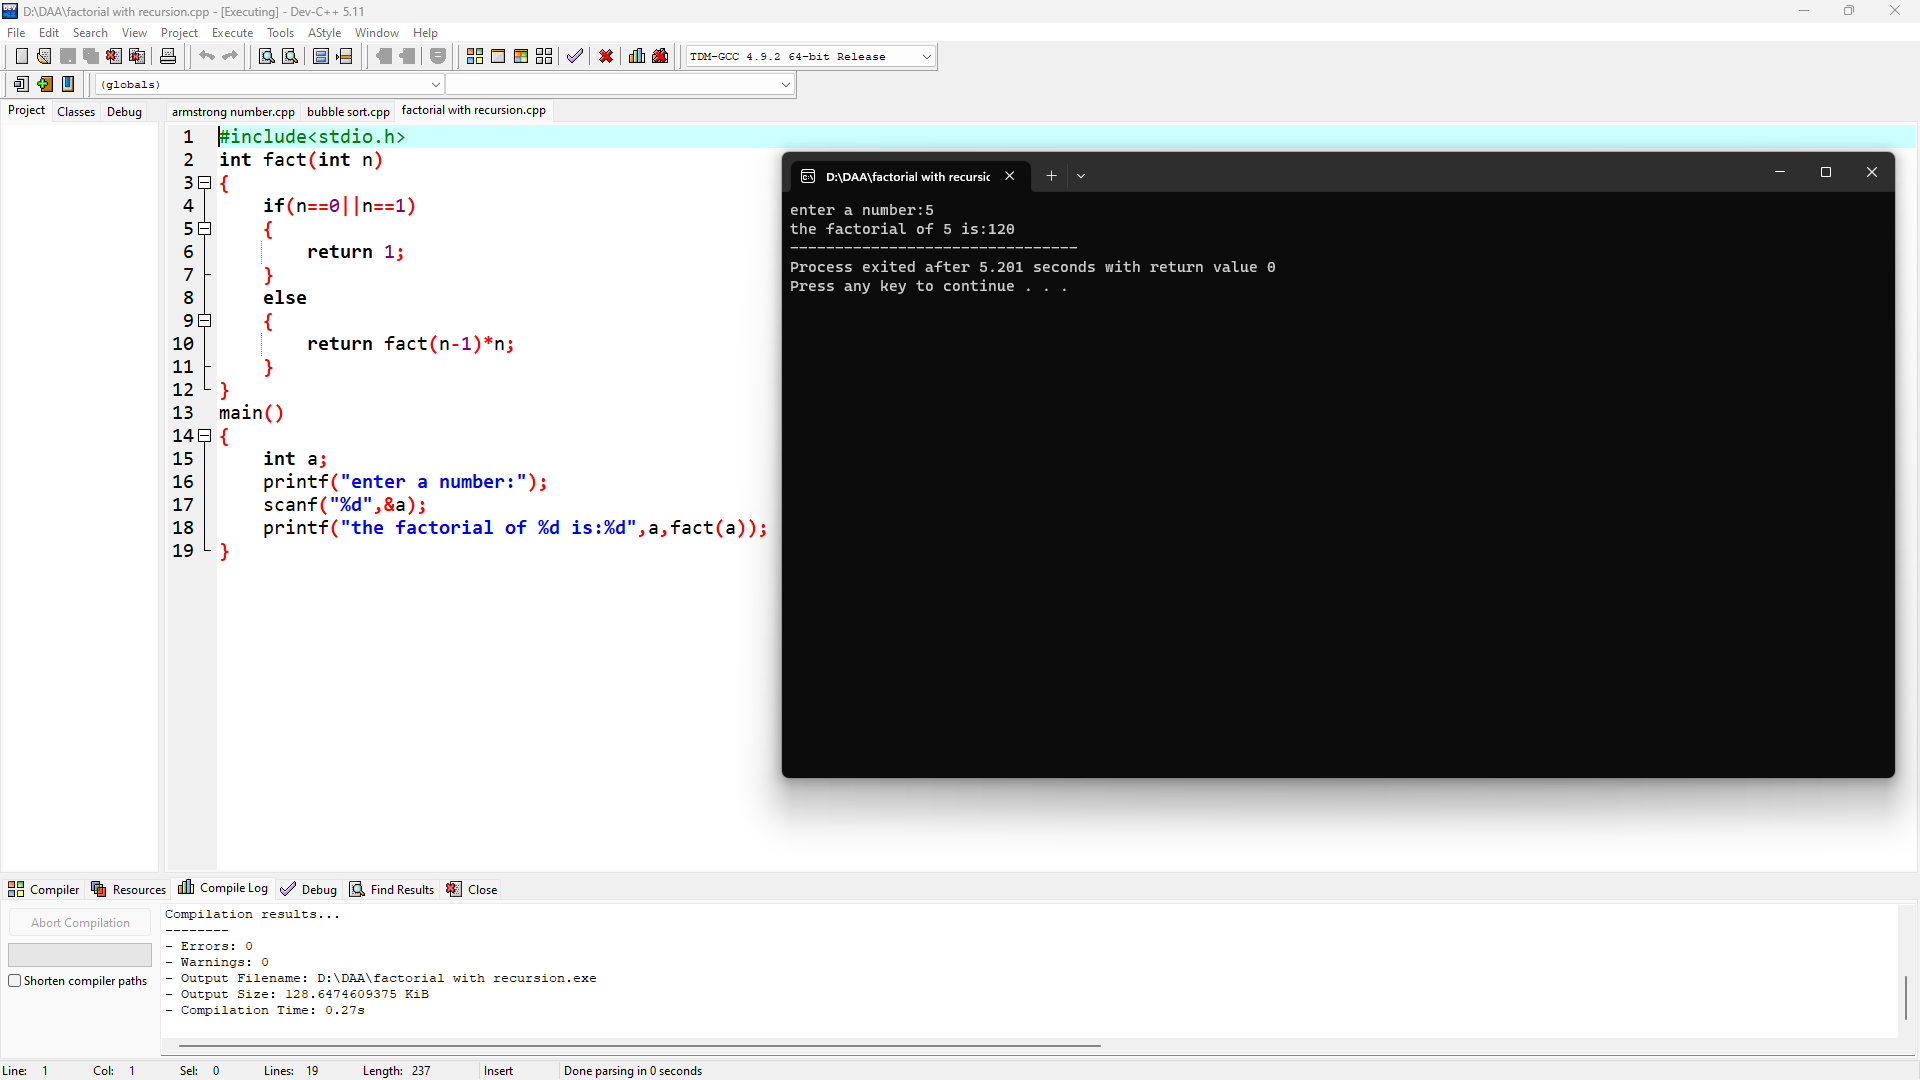 D:\DAA\factorial with recursion.cpp - [Executing] - Dev-C++ 5.11
File Edit Search View Project Execute Tools AStyle Window Help
TDM-GCC 4.9.2 64-bit Release
(globals)
Project Classes Debug armstrong number.cpp bubble sort.cpp factorial with recursion.cpp
1 #include<stdio.h>
2 int fact(int n)
3 {
4 if(n==0||n==1)
5 {
6 return 1;
7 }
8 else
9 {
10 return fact(n-1)*n;
11 }
12 }
13 main()
14 {
15 int a;
16 printf("enter a number:");
17 scanf("%d",&a);
18 printf("the factorial of %d is:%d",a,fact(a));
19 }
D:\DAA\factorial with recursic
enter a number:5
the factorial of 5 is:120
--------------------------------
Process exited after 5.201 seconds with return value 0
Press any key to continue . . .
Compiler Resources Compile Log Debug Find Results Close
Abort Compilation
Shorten compiler paths
Compilation results...
--------
- Errors: 0
- Warnings: 0
- Output Filename: D:\DAA\factorial with recursion.exe
- Output Size: 128.6474609375 KiB
- Compilation Time: 0.27s
Line: 1 Col: 1 Sel: 0 Lines: 19 Length: 237 Insert Done parsing in 0 seconds